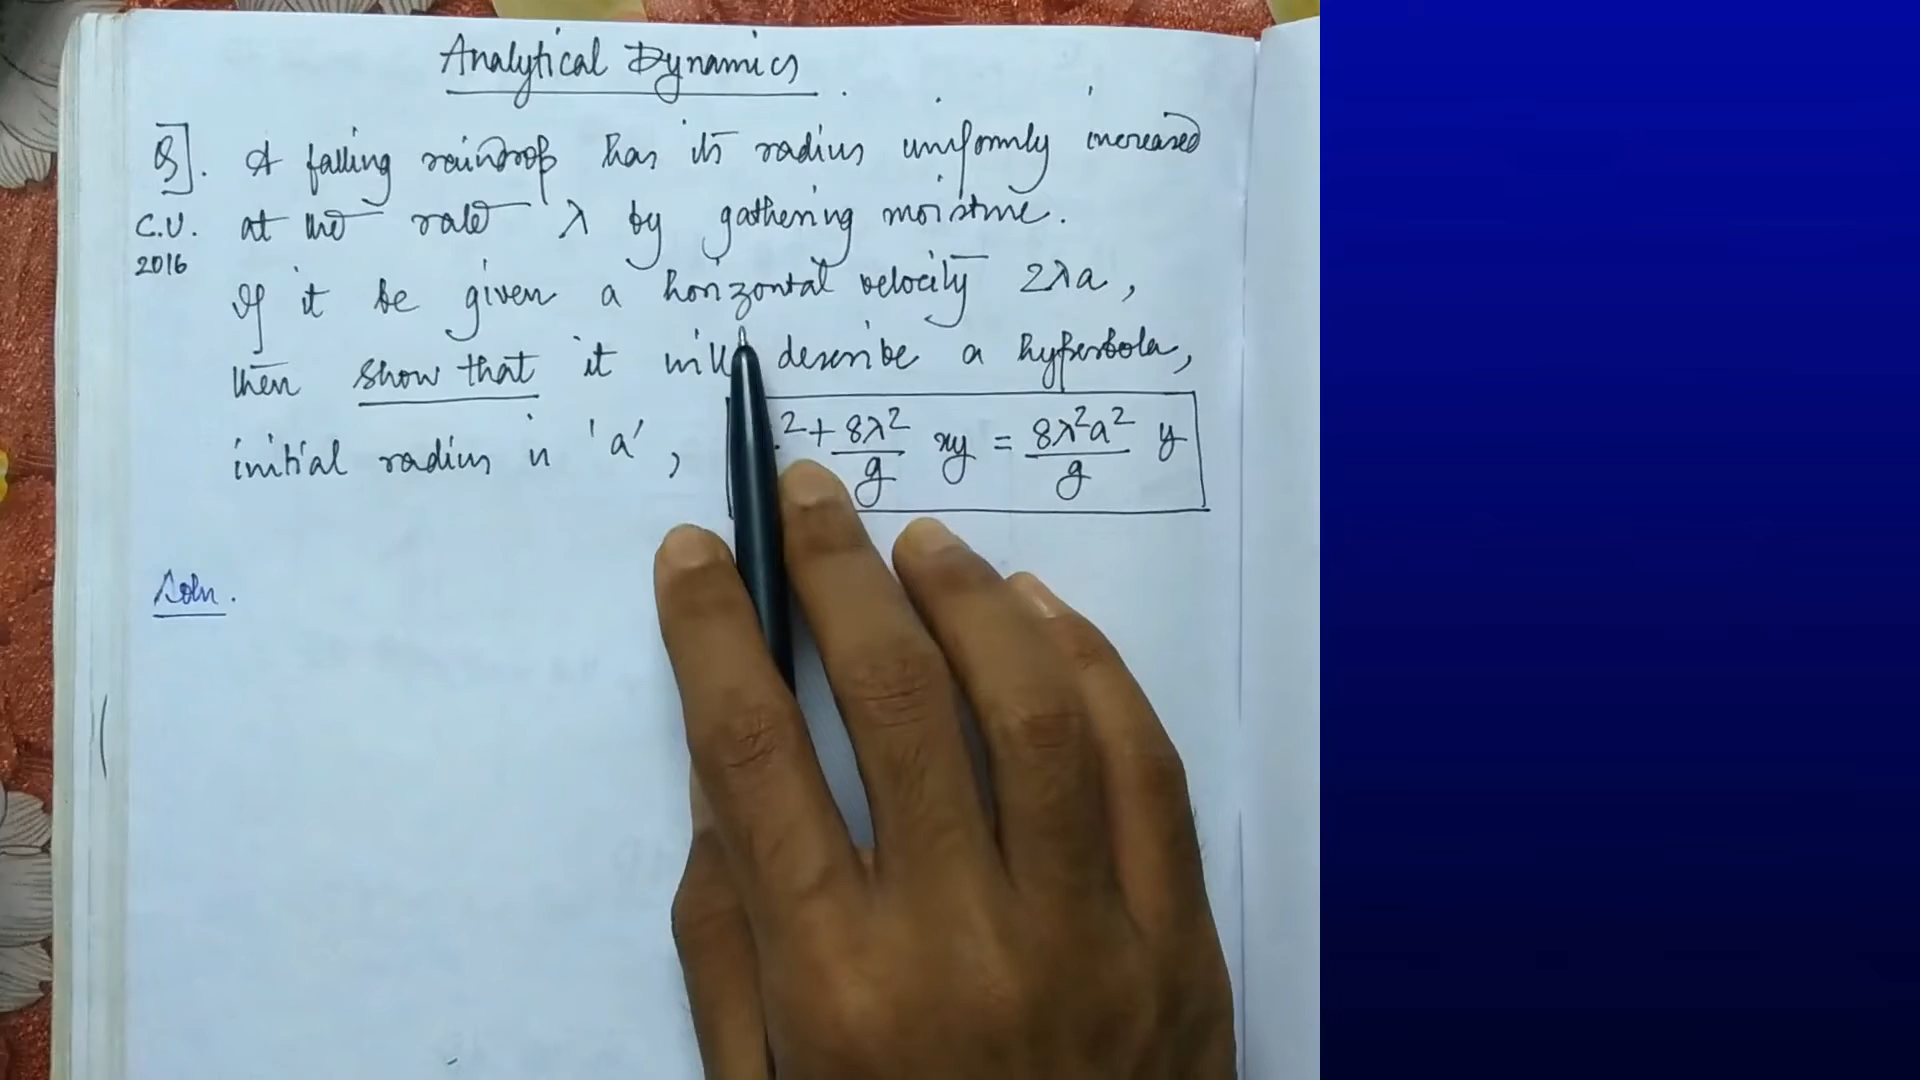 Analytical Dynamics
Q]. A falling raindrop has its radius uniformly increased
C.U. at the rate λ by gathering moisture.
2016
If it be given a horizontal velocity 2λa,
then show that it will describe a hyperbola,
initial radius is 'a', ²+ 8λ²/g xy = 8λ²a²/g y
Soln.